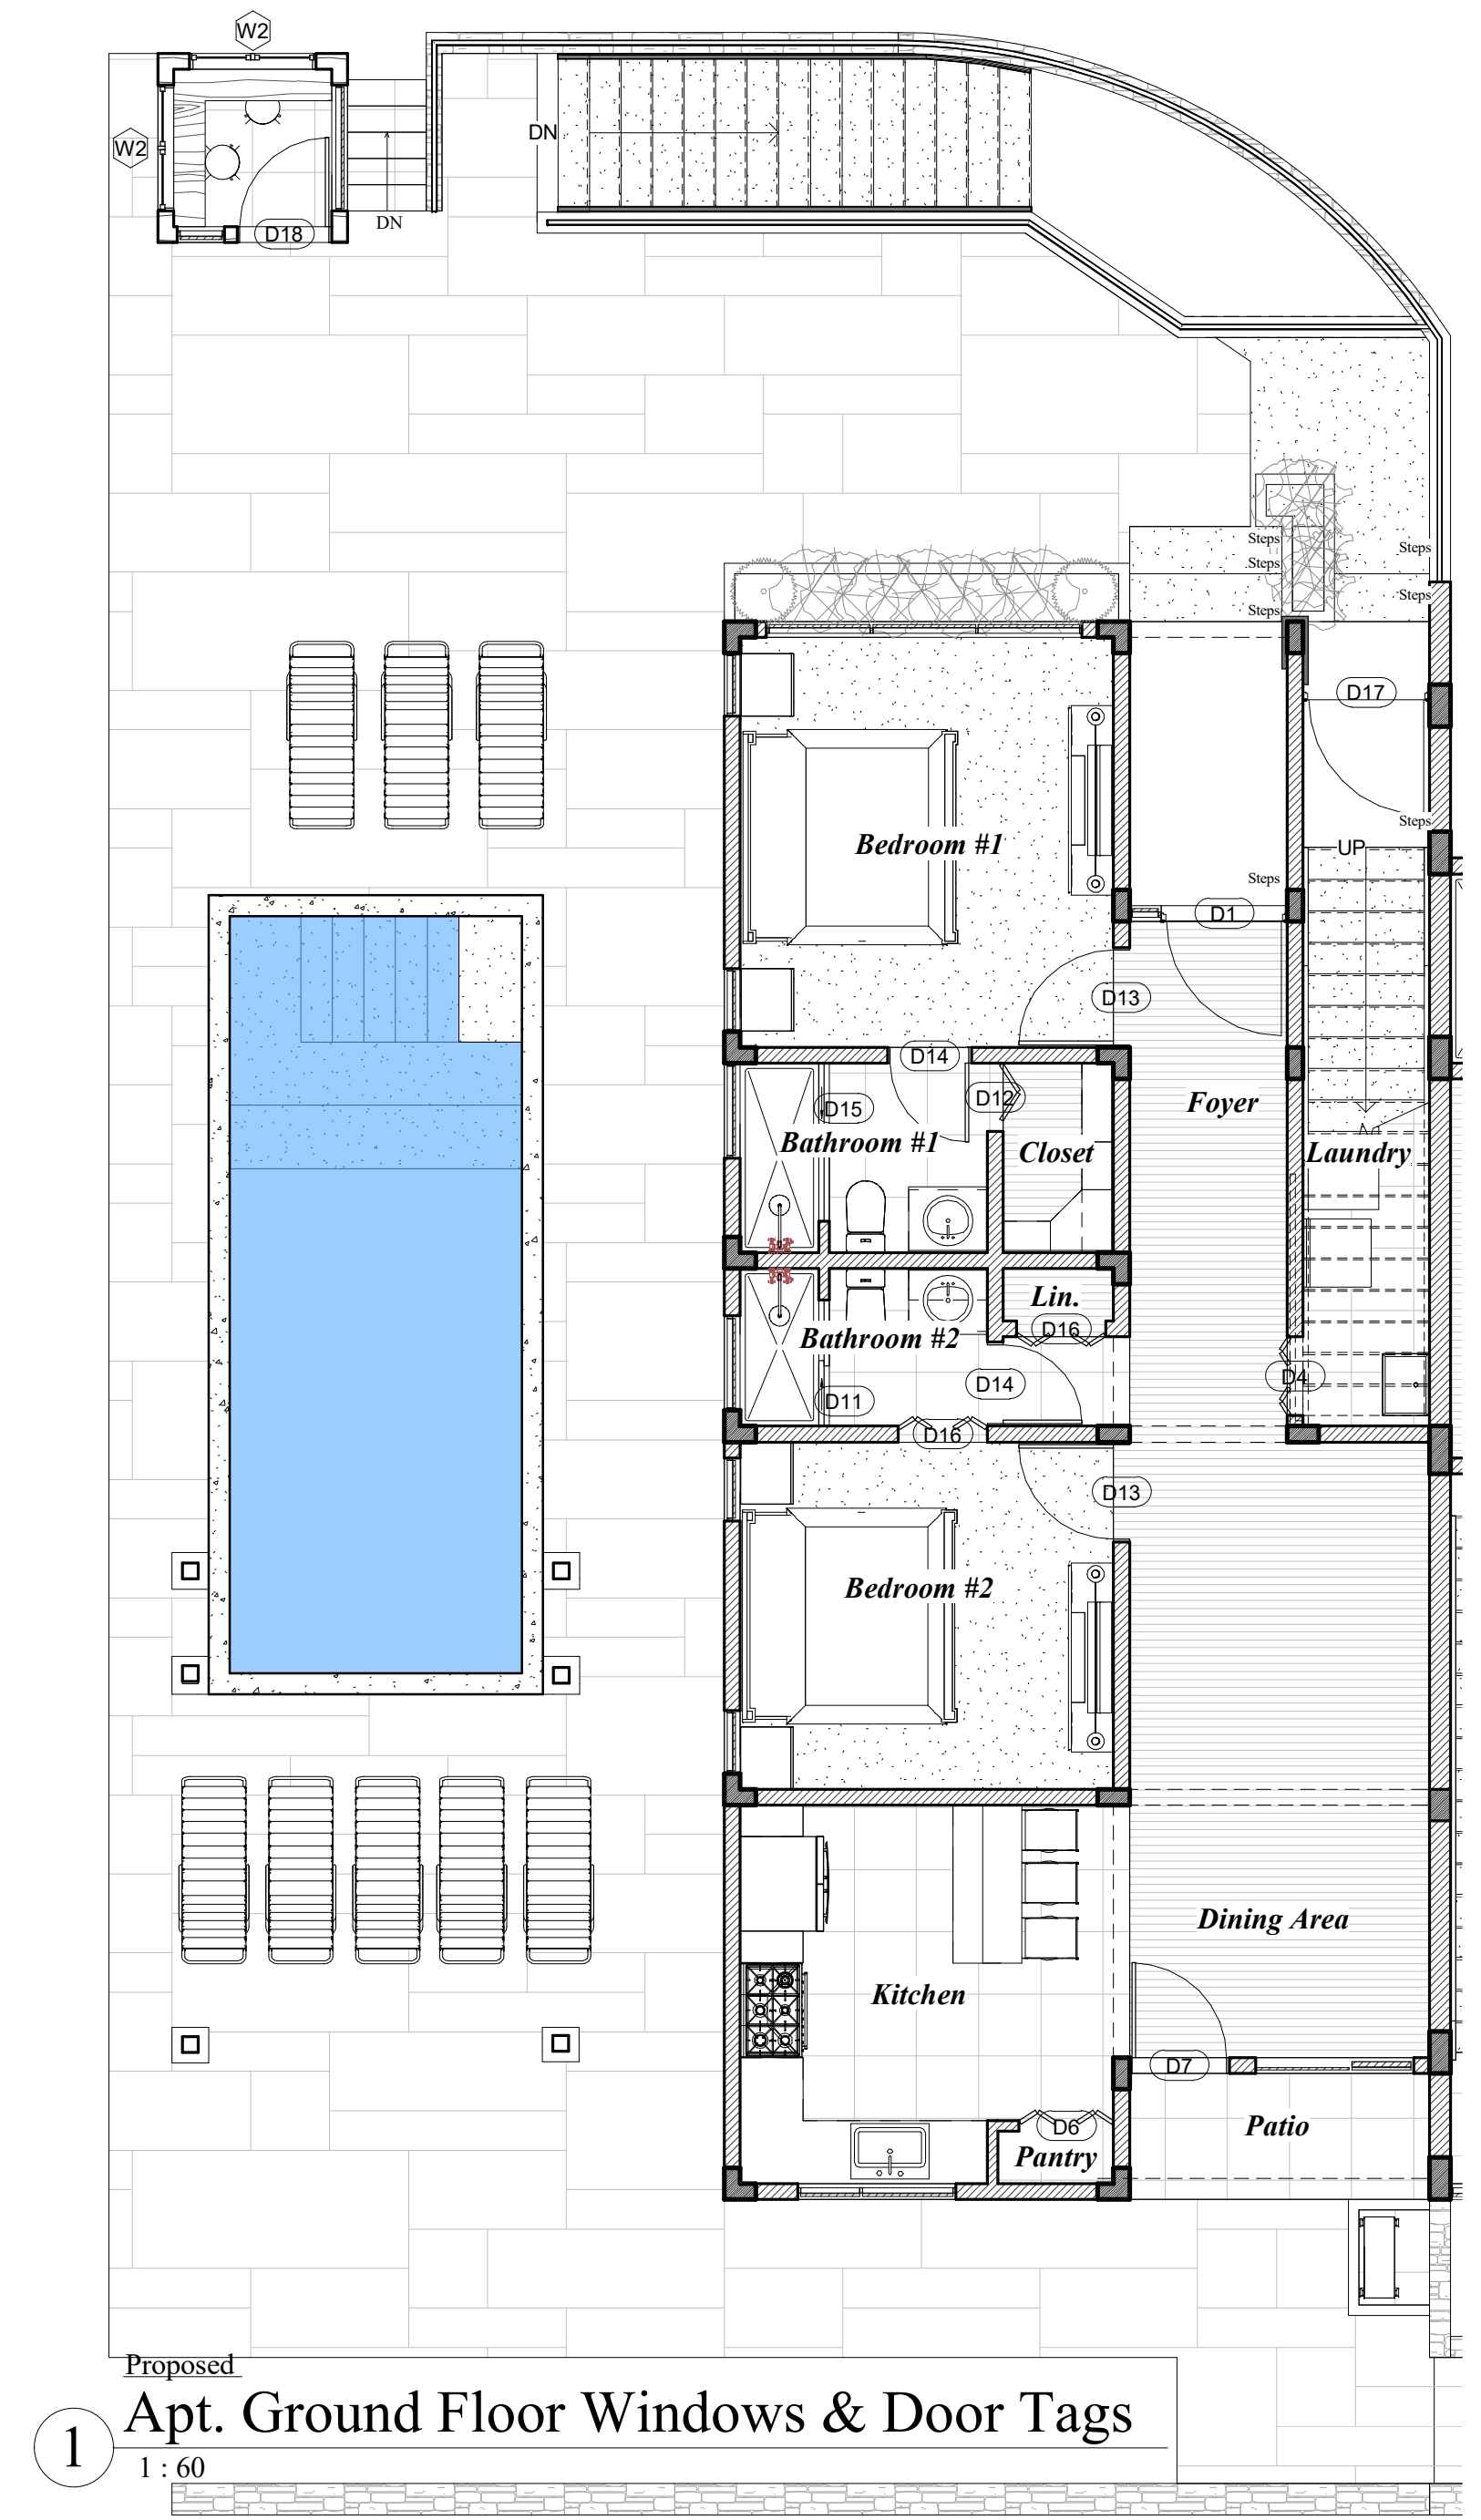 W2
W2
DN
DN
D18
Steps
Steps
Steps
Steps
Steps
D17
Steps
UP
Bedroom #1
Steps
D1
D13
D14
D15
D12
Foyer
Bathroom #1
Closet
Laundry
Lin.
D16
Bathroom #2
D14
D4
D11
D16
D13
Bedroom #2
Dining Area
Kitchen
D7
D6
Patio
Pantry
Proposed
1
Apt. Ground Floor Windows & Door Tags
1 : 60